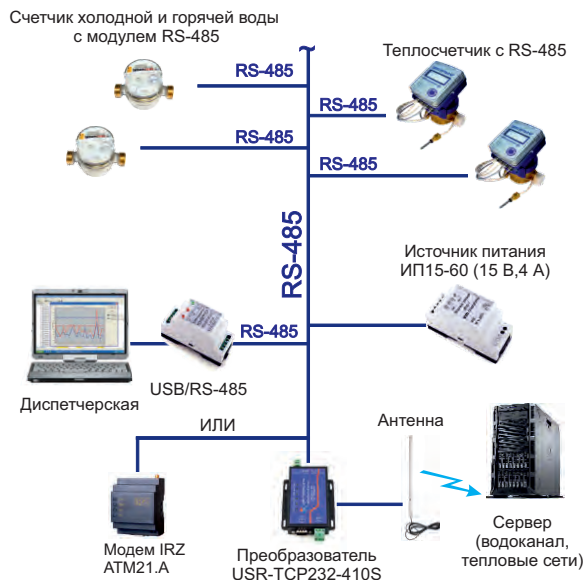 Счетчик холодной и горячей воды
с модулем RS-485
Теплосчетчик с RS-485
RS-485
RS-485
RS-485
RS-485
RS-485
Источник питания
ИП15-60 (15 В,4 А)
RS-485
USB/RS-485
Диспетчерская
ИЛИ
Антенна
Модем IRZ
ATM21.A
Преобразователь
USR-TCP232-410S
Сервер
(водоканал,
тепловые сети)